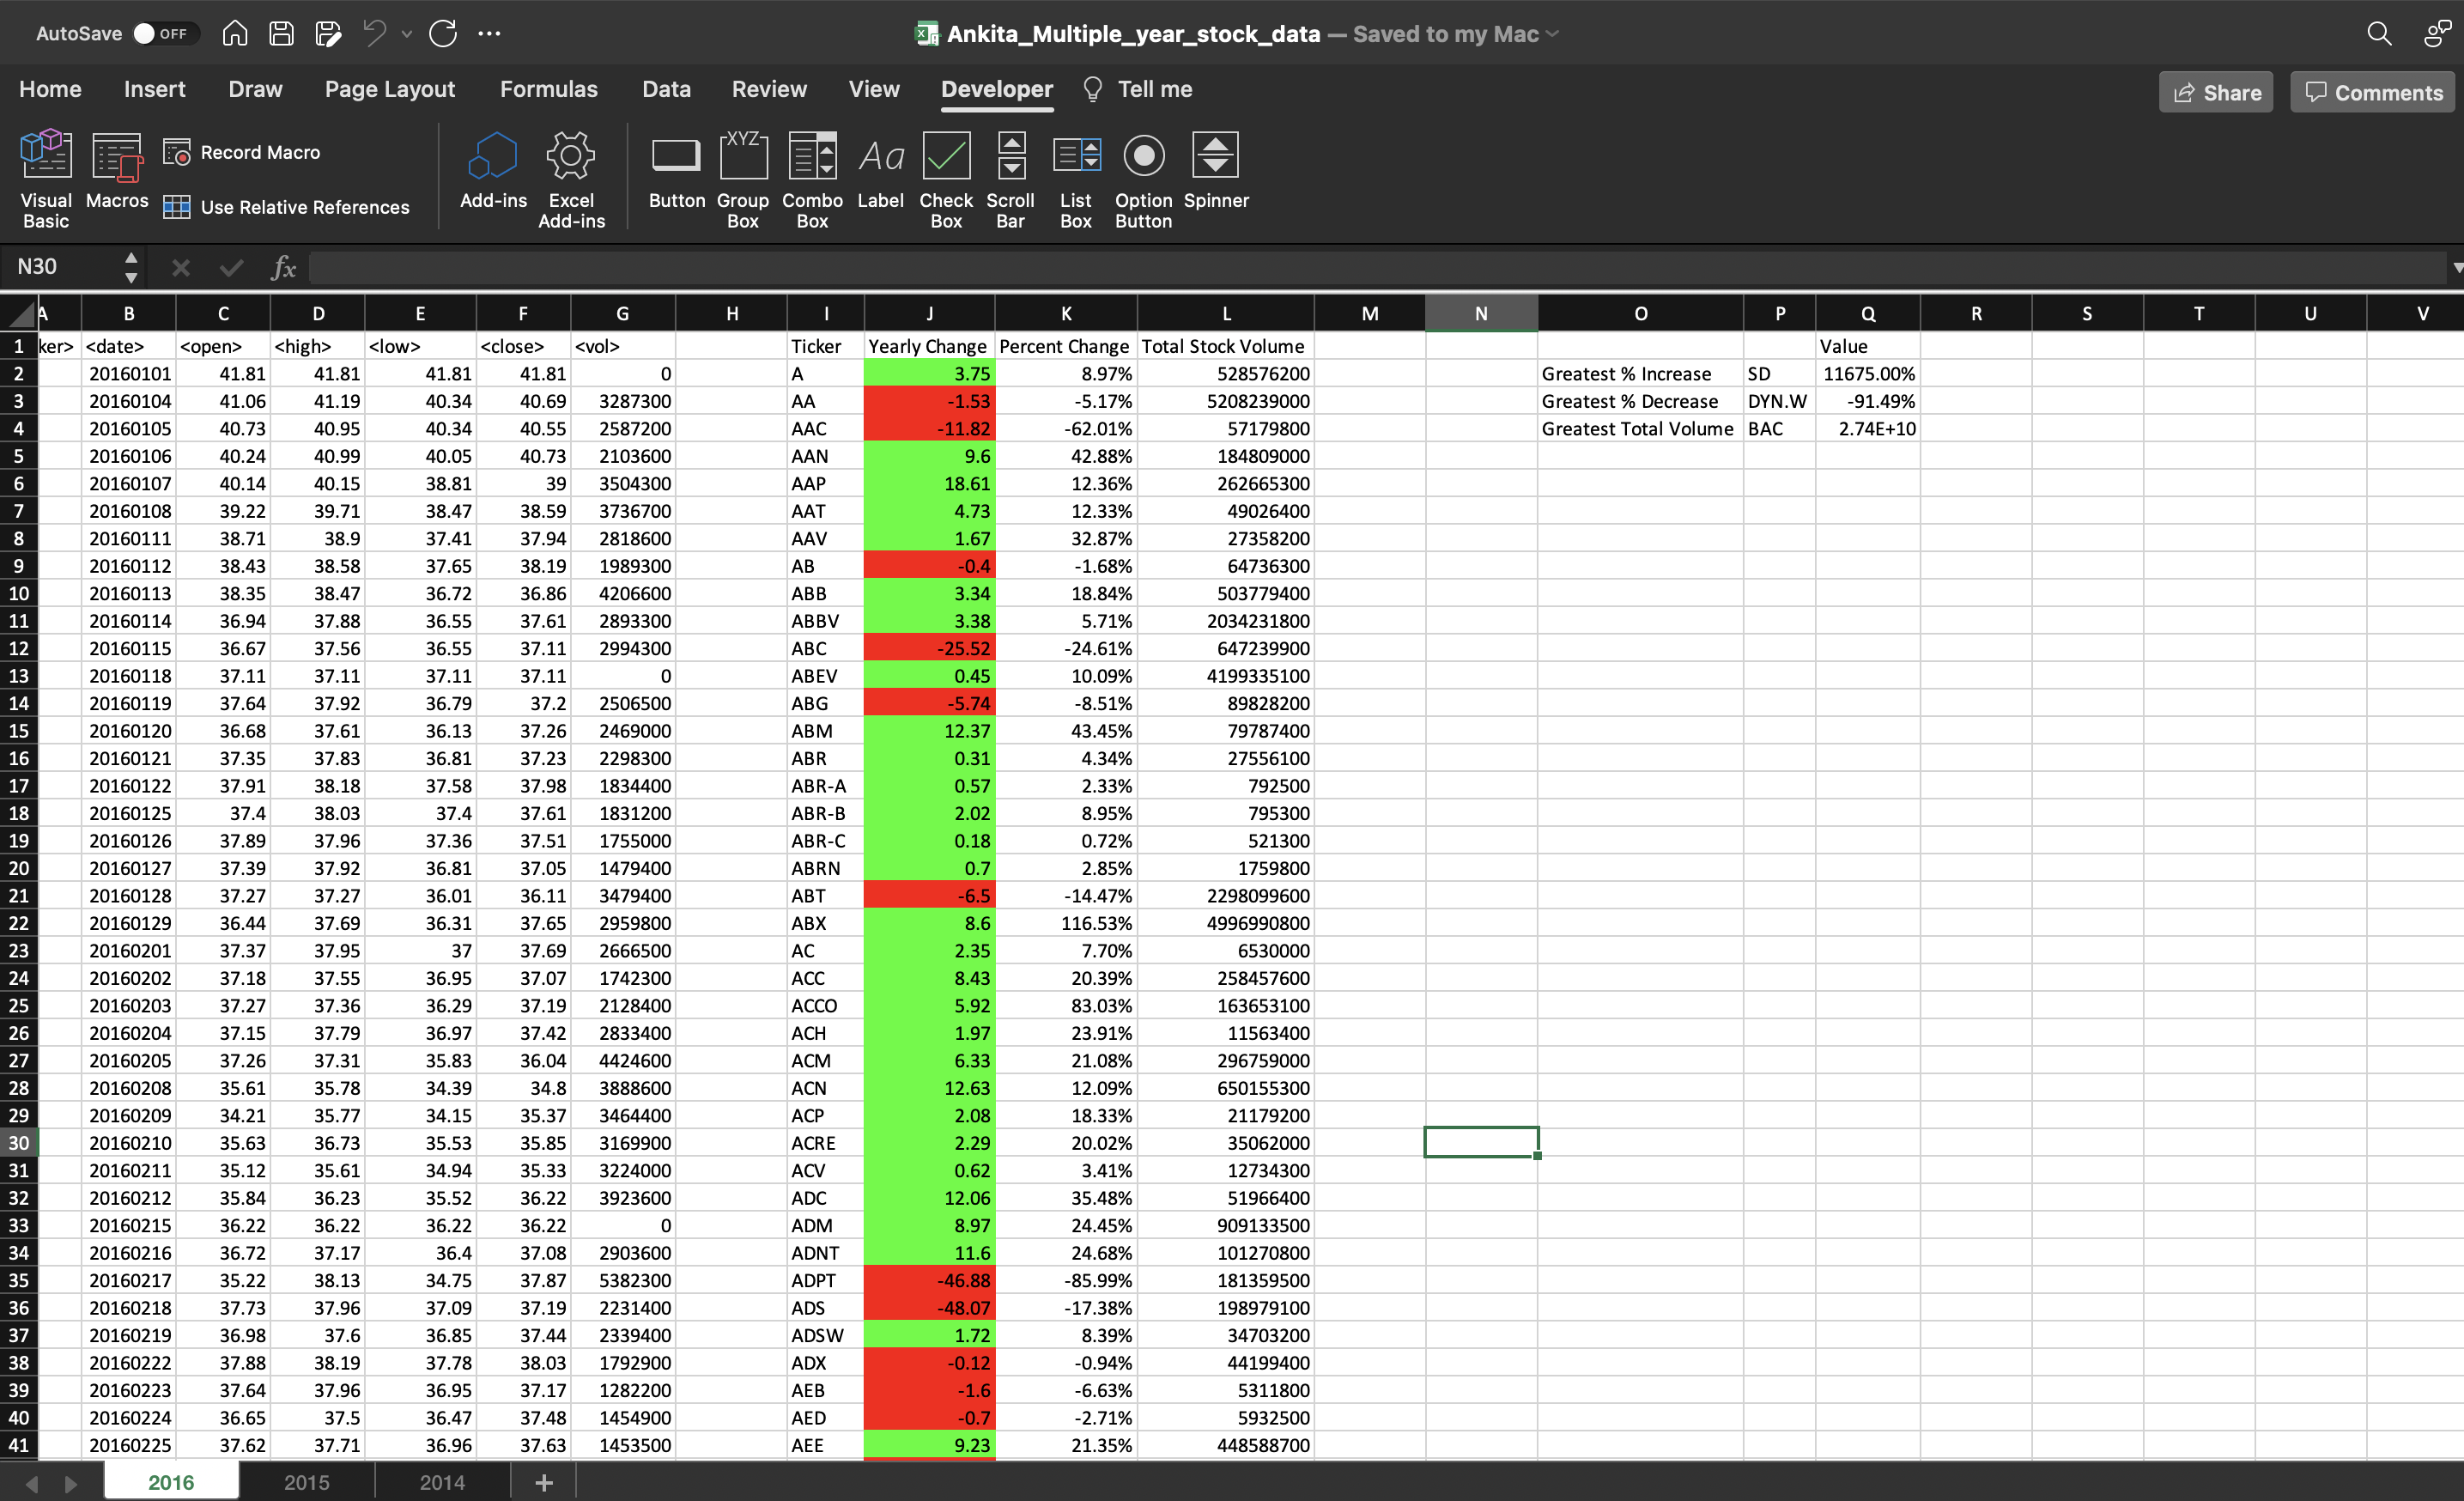 AutoSave OFF Ankita_Multiple_year_stock_data — Saved to my Mac
Home Insert Draw Page Layout Formulas Data Review View Developer Tell me Share Comments
Visual Basic Macros Record Macro Use Relative References Add-ins Excel Add-ins Button Group Box Combo Box Label Check Box Scroll Bar List Box Option Button Spinner
XYZ Aa
N30 fx
A B C D E F G H I J K L M N O P Q R S T U V
1 ker> <date> <open> <high> <low> <close> <vol> Ticker Yearly Change Percent Change Total Stock Volume Value
2 20160101 41.81 41.81 41.81 41.81 0 A 3.75 8.97% 528576200 Greatest % Increase SD 11675.00%
3 20160104 41.06 41.19 40.34 40.69 3287300 AA -1.53 -5.17% 5208239000 Greatest % Decrease DYN.W -91.49%
4 20160105 40.73 40.95 40.34 40.55 2587200 AAC -11.82 -62.01% 57179800 Greatest Total Volume BAC 2.74E+10
5 20160106 40.24 40.99 40.05 40.73 2103600 AAN 9.6 42.88% 184809000
6 20160107 40.14 40.15 38.81 39 3504300 AAP 18.61 12.36% 262665300
7 20160108 39.22 39.71 38.47 38.59 3736700 AAT 4.73 12.33% 49026400
8 20160111 38.71 38.9 37.41 37.94 2818600 AAV 1.67 32.87% 27358200
9 20160112 38.43 38.58 37.65 38.19 1989300 AB -0.4 -1.68% 64736300
10 20160113 38.35 38.47 36.72 36.86 4206600 ABB 3.34 18.84% 503779400
11 20160114 36.94 37.88 36.55 37.61 2893300 ABBV 3.38 5.71% 2034231800
12 20160115 36.67 37.56 36.55 37.11 2994300 ABC -25.52 -24.61% 647239900
13 20160118 37.11 37.11 37.11 37.11 0 ABEV 0.45 10.09% 4199335100
14 20160119 37.64 37.92 36.79 37.2 2506500 ABG -5.74 -8.51% 89828200
15 20160120 36.68 37.61 36.13 37.26 2469000 ABM 12.37 43.45% 79787400
16 20160121 37.35 37.83 36.81 37.23 2298300 ABR 0.31 4.34% 27556100
17 20160122 37.91 38.18 37.58 37.98 1834400 ABR-A 0.57 2.33% 792500
18 20160125 37.4 38.03 37.4 37.61 1831200 ABR-B 2.02 8.95% 795300
19 20160126 37.89 37.96 37.36 37.51 1755000 ABR-C 0.18 0.72% 521300
20 20160127 37.39 37.92 36.81 37.05 1479400 ABRN 0.7 2.85% 1759800
21 20160128 37.27 37.27 36.01 36.11 3479400 ABT -6.5 -14.47% 2298099600
22 20160129 36.44 37.69 36.31 37.65 2959800 ABX 8.6 116.53% 4996990800
23 20160201 37.37 37.95 37 37.69 2666500 AC 2.35 7.70% 6530000
24 20160202 37.18 37.55 36.95 37.07 1742300 ACC 8.43 20.39% 258457600
25 20160203 37.27 37.36 36.29 37.19 2128400 ACCO 5.92 83.03% 163653100
26 20160204 37.15 37.79 36.97 37.42 2833400 ACH 1.97 23.91% 11563400
27 20160205 37.26 37.31 35.83 36.04 4424600 ACM 6.33 21.08% 296759000
28 20160208 35.61 35.78 34.39 34.8 3888600 ACN 12.63 12.09% 650155300
29 20160209 34.21 35.77 34.15 35.37 3464400 ACP 2.08 18.33% 21179200
30 20160210 35.63 36.73 35.53 35.85 3169900 ACRE 2.29 20.02% 35062000
31 20160211 35.12 35.61 34.94 35.33 3224000 ACV 0.62 3.41% 12734300
32 20160212 35.84 36.23 35.52 36.22 3923600 ADC 12.06 35.48% 51966400
33 20160215 36.22 36.22 36.22 36.22 0 ADM 8.97 24.45% 909133500
34 20160216 36.72 37.17 36.4 37.08 2903600 ADNT 11.6 24.68% 101270800
35 20160217 35.22 38.13 34.75 37.87 5382300 ADPT -46.88 -85.99% 181359500
36 20160218 37.73 37.96 37.09 37.19 2231400 ADS -48.07 -17.38% 198979100
37 20160219 36.98 37.6 36.85 37.44 2339400 ADSW 1.72 8.39% 34703200
38 20160222 37.88 38.19 37.78 38.03 1792900 ADX -0.12 -0.94% 44199400
39 20160223 37.64 37.96 36.95 37.17 1282200 AEB -1.6 -6.63% 5311800
40 20160224 36.65 37.5 36.47 37.48 1454900 AED -0.7 -2.71% 5932500
41 20160225 37.62 37.71 36.96 37.63 1453500 AEE 9.23 21.35% 448588700
2016 2015 2014 +